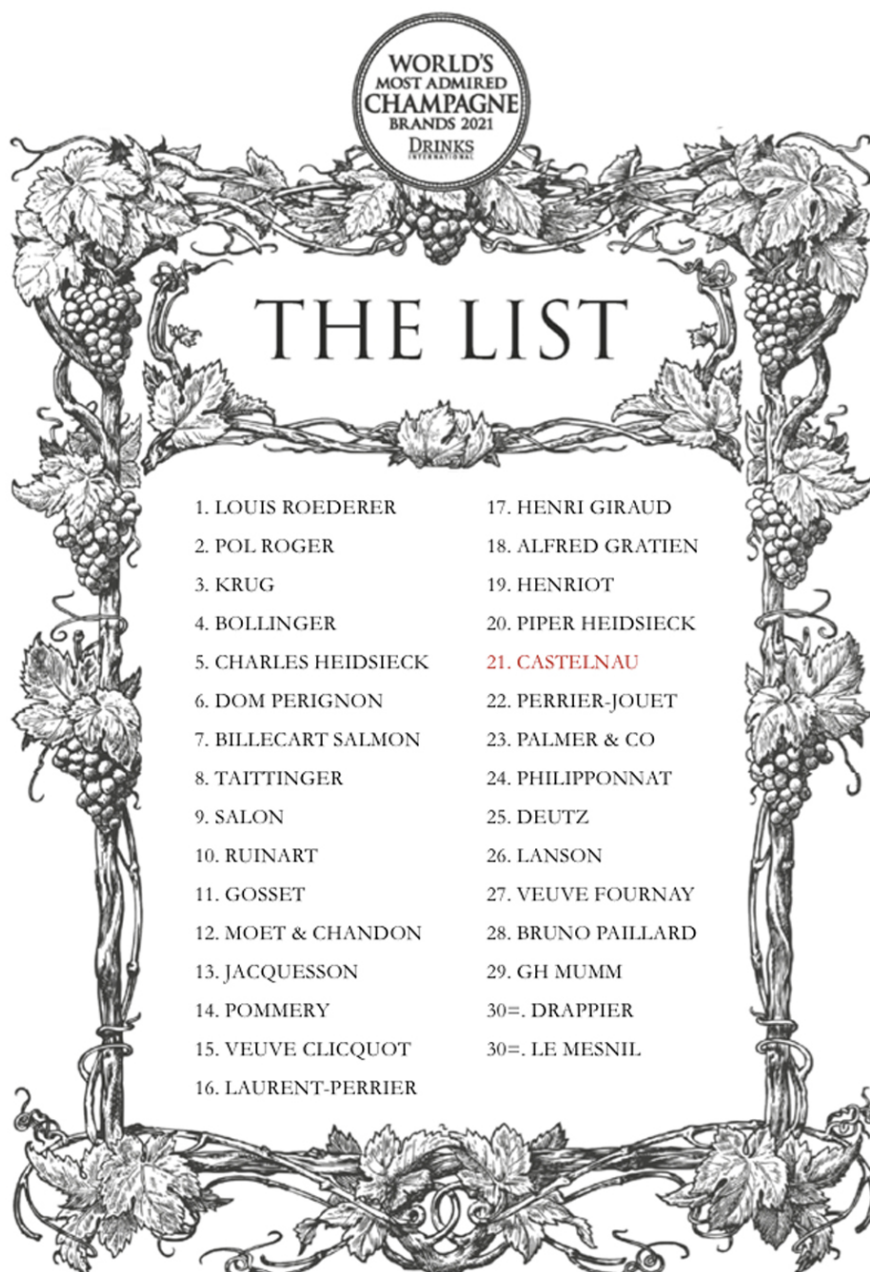 WORLD'S
MOST ADMIRED
CHAMPAGNE
BRANDS 2021
DRINKS
INTERNATIONAL
THE LIST
1. LOUIS ROEDERER
2. POL ROGER
3. KRUG
4. BOLLINGER
5. CHARLES HEIDSIECK
6. DOM PERIGNON
7. BILLECART SALMON
8. TAITTINGER
9. SALON
10. RUINART
11. GOSSET
12. MOET & CHANDON
13. JACQUESSON
14. POMMERY
15. VEUVE CLICQUOT
16. LAURENT-PERRIER
17. HENRI GIRAUD
18. ALFRED GRATIEN
19. HENRIOT
20. PIPER HEIDSIECK
21. CASTELNAU
22. PERRIER-JOUET
23. PALMER & CO
24. PHILIPPONNAT
25. DEUTZ
26. LANSON
27. VEUVE FOURNAY
28. BRUNO PAILLARD
29. GH MUMM
30=. DRAPPIER
30=. LE MESNIL